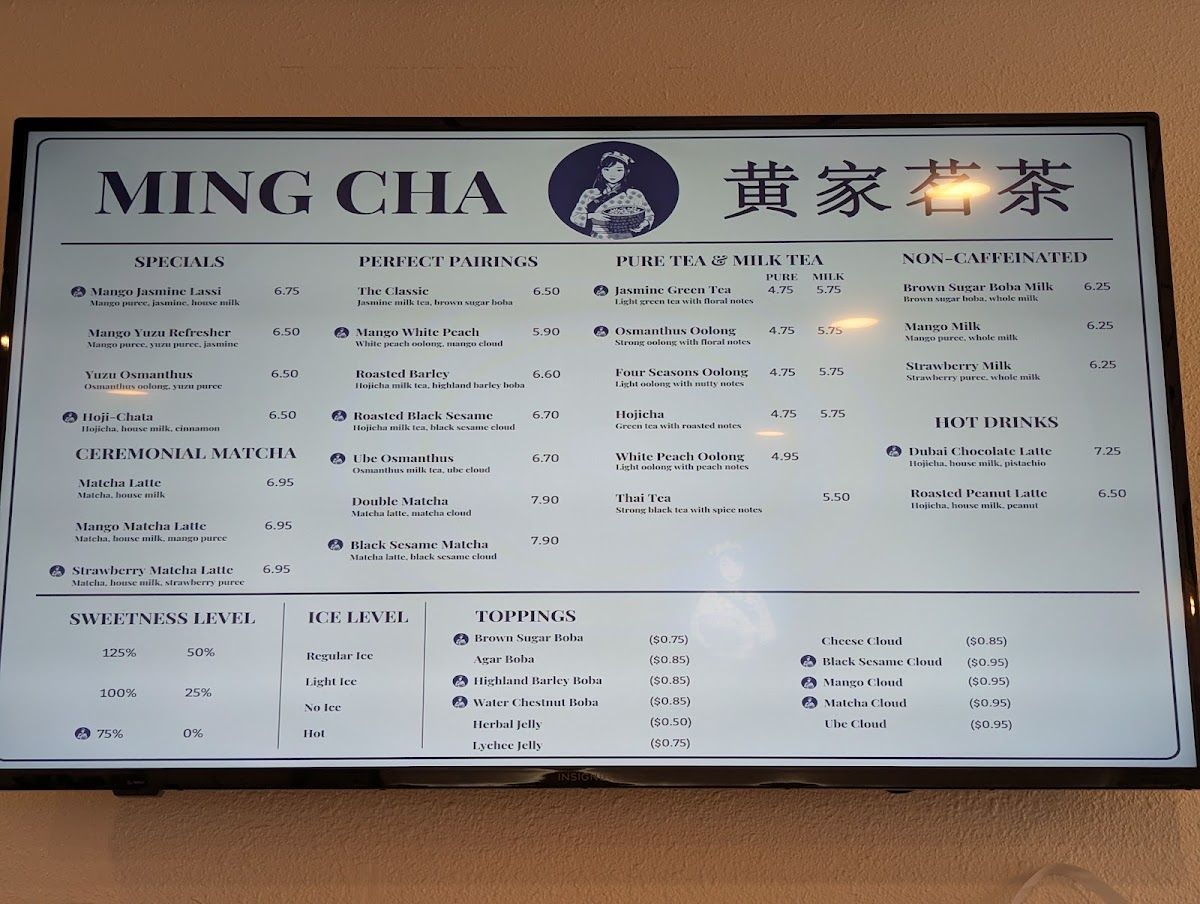 MING CHA
黄家茗茶
SPECIALS
Mango Jasmine Lassi 6.75
Mango puree, jasmine, house milk
Mango Yuzu Refresher 6.50
Mango puree, yuzu puree, jasmine
Yuzu Osmanthus 6.50
Osmanthus oolong, yuzu puree
Hoji-Chata 6.50
Hojicha, house milk, cinnamon
CEREMONIAL MATCHA
Matcha Latte 6.95
Matcha, house milk
Mango Matcha Latte 6.95
Matcha, house milk, mango puree
Strawberry Matcha Latte 6.95
Matcha, house milk, strawberry puree
PERFECT PAIRINGS
The Classic 6.50
Jasmine milk tea, brown sugar boba
Mango White Peach 5.90
White peach oolong, mango cloud
Roasted Barley 6.60
Hojicha milk tea, highland barley boba
Roasted Black Sesame 6.70
Hojicha milk tea, black sesame cloud
Ube Osmanthus 6.70
Osmanthus milk tea, ube cloud
Double Matcha 7.90
Matcha latte, matcha cloud
Black Sesame Matcha 7.90
Matcha latte, black sesame cloud
PURE TEA & MILK TEA
PURE MILK
Jasmine Green Tea 4.75 5.75
Light green tea with floral notes
Osmanthus Oolong 4.75 5.75
Strong oolong with floral notes
Four Seasons Oolong 4.75 5.75
Light oolong with nutty notes
Hojicha 4.75 5.75
Green tea with roasted notes
White Peach Oolong 4.95
Light oolong with peach notes
Thai Tea 5.50
Strong black tea with spice notes
NON-CAFFEINATED
Brown Sugar Boba Milk 6.25
Brown sugar boba, whole milk
Mango Milk 6.25
Mango puree, whole milk
Strawberry Milk 6.25
Strawberry puree, whole milk
HOT DRINKS
Dubai Chocolate Latte 7.25
Hojicha, house milk, pistachio
Roasted Peanut Latte 6.50
Hojicha, house milk, peanut
SWEETNESS LEVEL
125% 50%
100% 25%
75% 0%
ICE LEVEL
Regular Ice
Light Ice
No Ice
Hot
TOPPINGS
Brown Sugar Boba ($0.75)
Agar Boba ($0.85)
Highland Barley Boba ($0.85)
Water Chestnut Boba ($0.85)
Herbal Jelly ($0.50)
Lychee Jelly ($0.75)
Cheese Cloud ($0.85)
Black Sesame Cloud ($0.95)
Mango Cloud ($0.95)
Matcha Cloud ($0.95)
Ube Cloud ($0.95)